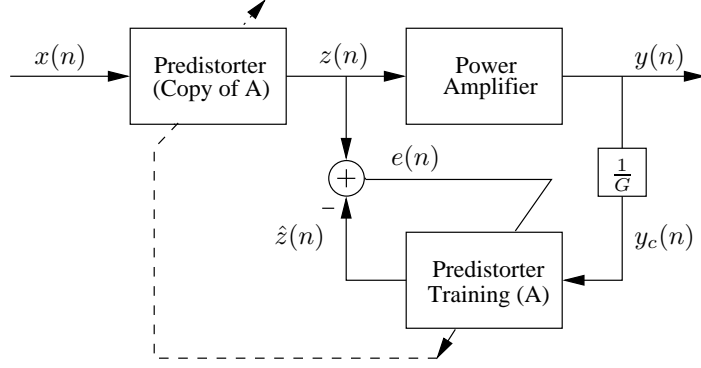 x(n)
Predistorter
(Copy of A)
z(n)
Power
Amplifier
y(n)
+
−
e(n)
1
G
ẑ(n)
y_c(n)
Predistorter
Training (A)